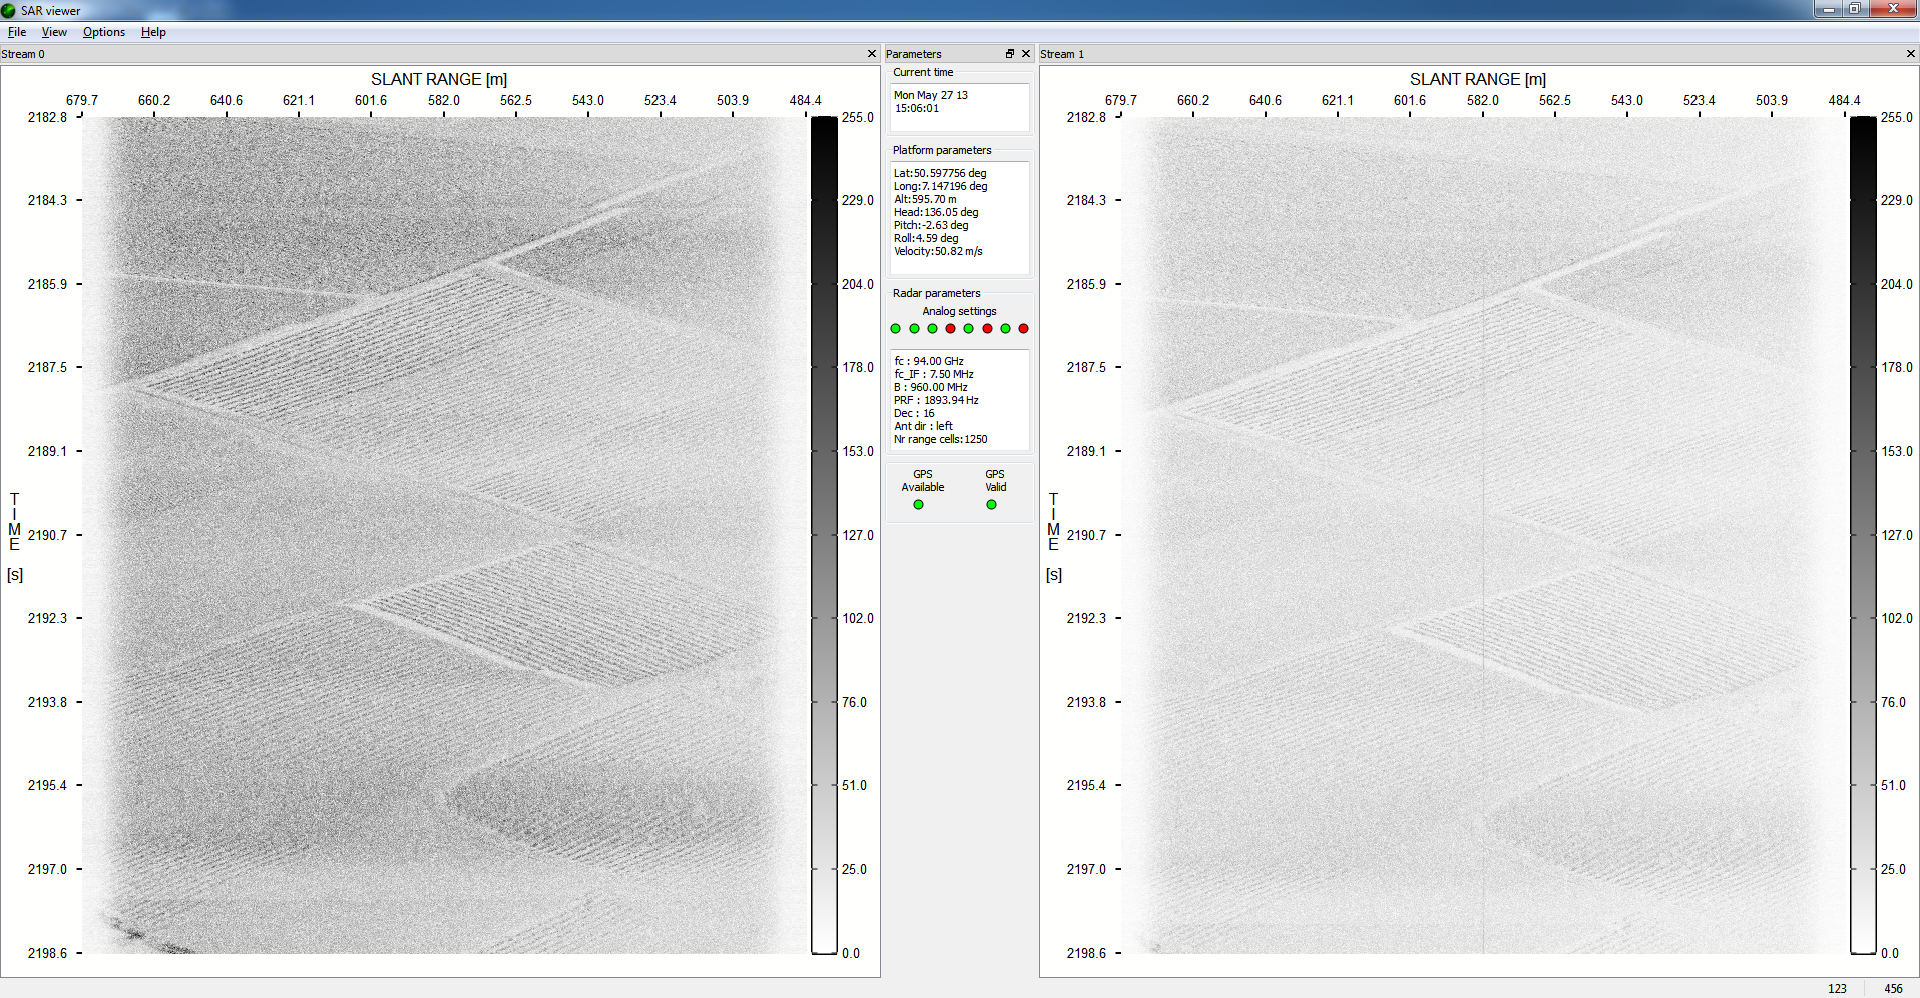 SAR viewer
File View Options Help
Stream 0
SLANT RANGE [m]
679.7 660.2 640.6 621.1 601.6 582.0 562.5 543.0 523.4 503.9 484.4
2182.8
2184.3
2185.9
2187.5
2189.1
2190.7
2192.3
2193.8
2195.4
2197.0
2198.6
TIME
[s]
255.0
229.0
204.0
178.0
153.0
127.0
102.0
76.0
51.0
25.0
0.0
Parameters
Current time
Mon May 27 13
15:06:01
Platform parameters
Lat:50.597756 deg
Long:7.147196 deg
Alt:595.70 m
Head:136.05 deg
Pitch:-2.63 deg
Roll:4.59 deg
Velocity:50.82 m/s
Radar parameters
Analog settings
fc : 94.00 GHz
fc_IF : 7.50 MHz
B : 960.00 MHz
PRF : 1893.94 Hz
Dec : 16
Ant dir : left
Nr range cells:1250
GPS Available
GPS Valid
Stream 1
SLANT RANGE [m]
679.7 660.2 640.6 621.1 601.6 582.0 562.5 543.0 523.4 503.9 484.4
2182.8
2184.3
2185.9
2187.5
2189.1
2190.7
2192.3
2193.8
2195.4
2197.0
2198.6
TIME
[s]
255.0
229.0
204.0
178.0
153.0
127.0
102.0
76.0
51.0
25.0
0.0
123 456